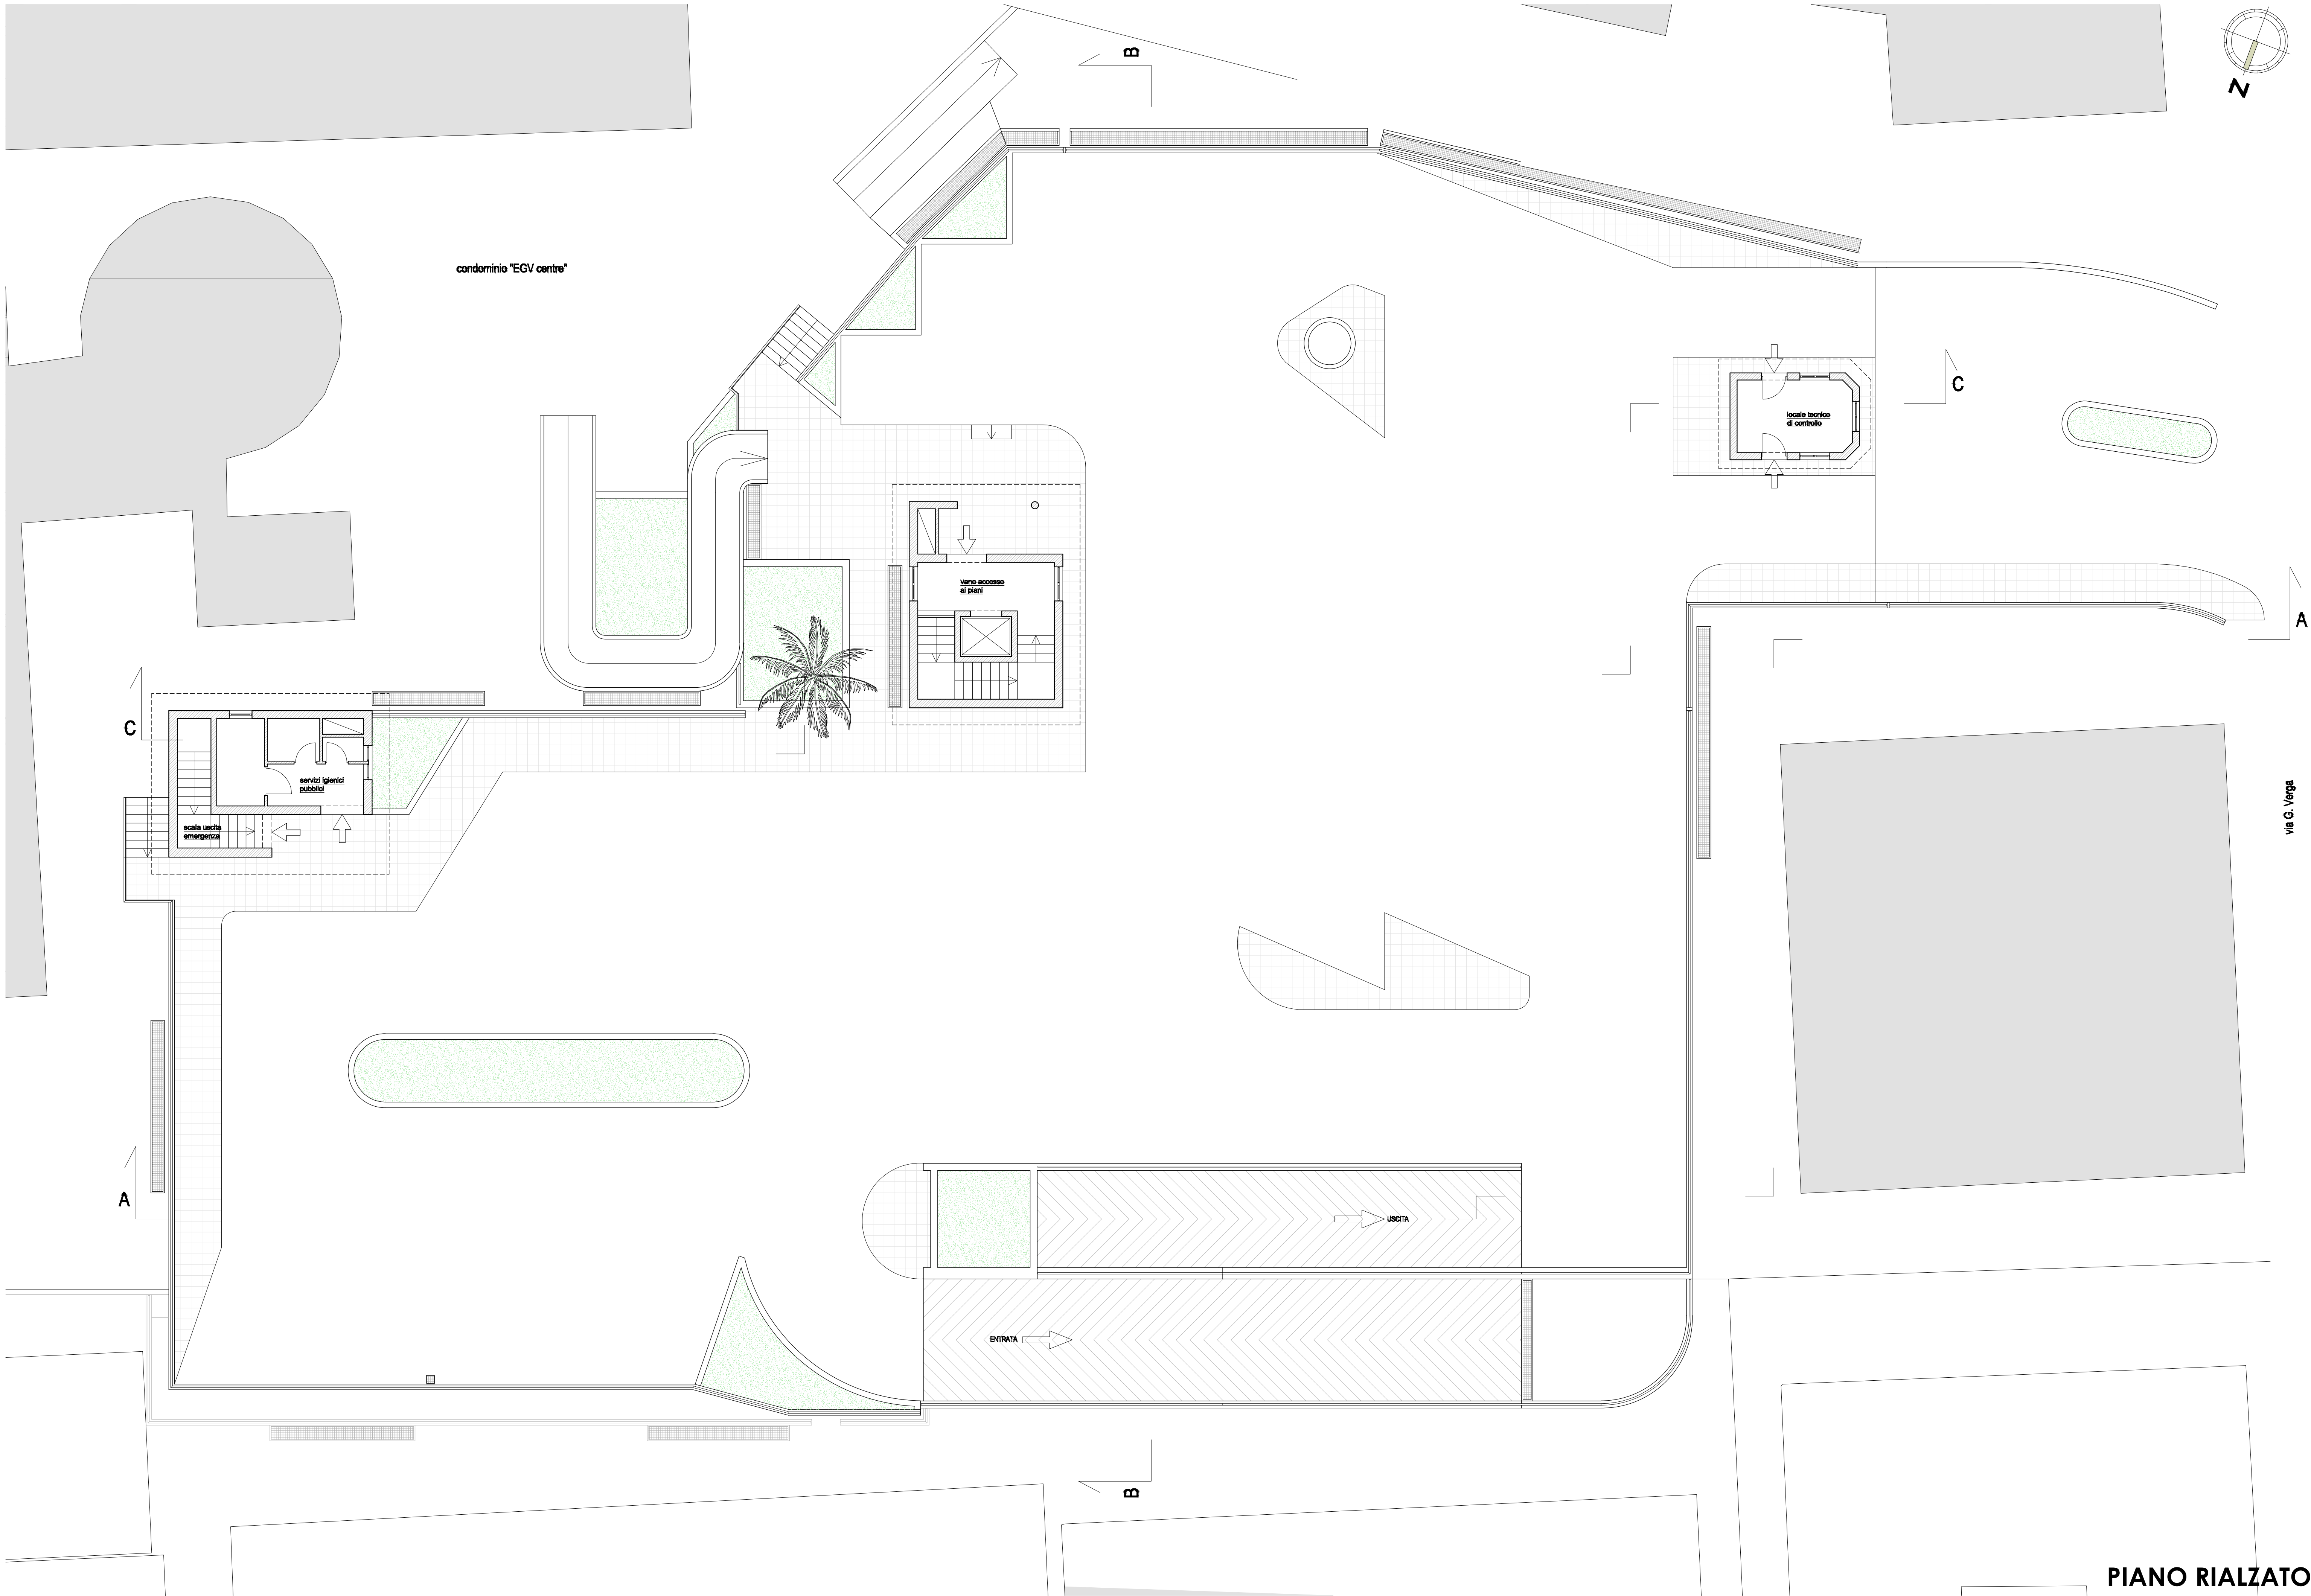 B
N
condominio "EGV centre"
C
locale tecnico
di controllo
vano accesso
ai piani
A
C
servizi igienici
pubblici
scala uscita
emergenza
via G. Verga
A
USCITA
ENTRATA
B
PIANO RIALZATO